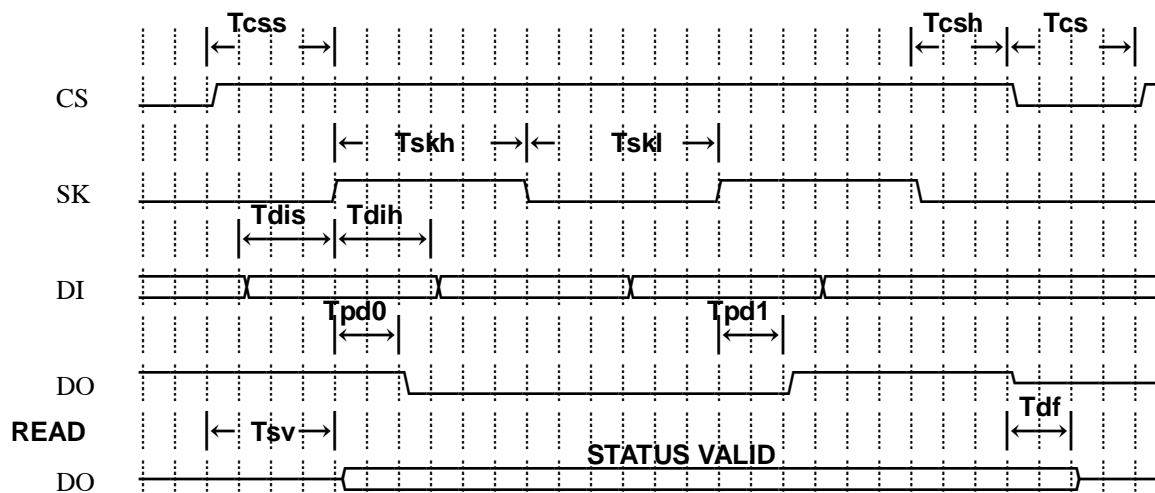 Tcss Tcsh Tcs
CS
Tskh Tskl
SK
Tdis Tdih
DI
Tpd0 Tpd1
DO
Tdf
READ Tsv
STATUS VALID
DO